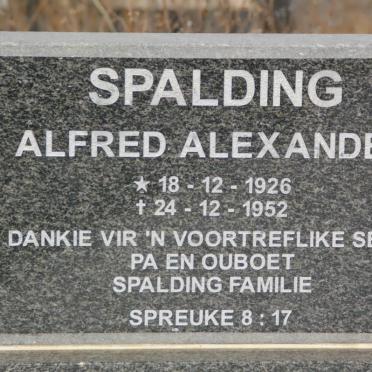 SPALDING
ALFRED ALEXANDE
★ 18 - 12 - 1926
✝ 24 - 12 - 1952
DANKIE VIR 'N VOORTREFLIKE SE
PA EN OUBOET
SPALDING FAMILIE
SPREUKE 8 : 17